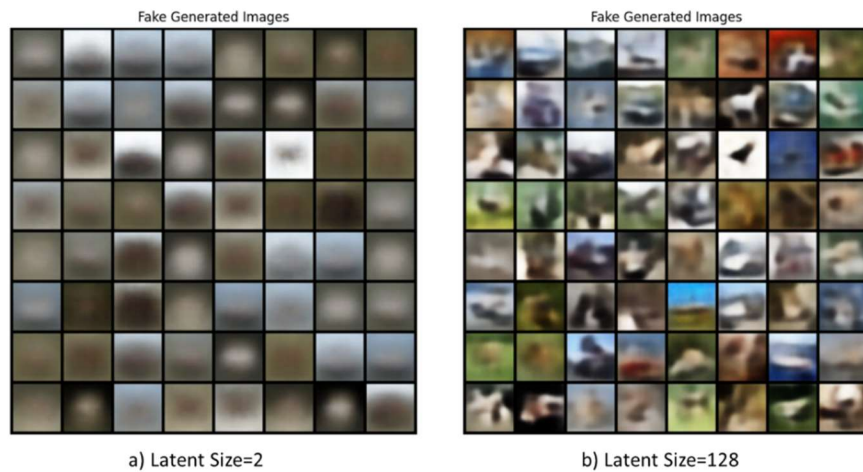 Fake Generated Images
Fake Generated Images
a) Latent Size=2
b) Latent Size=128